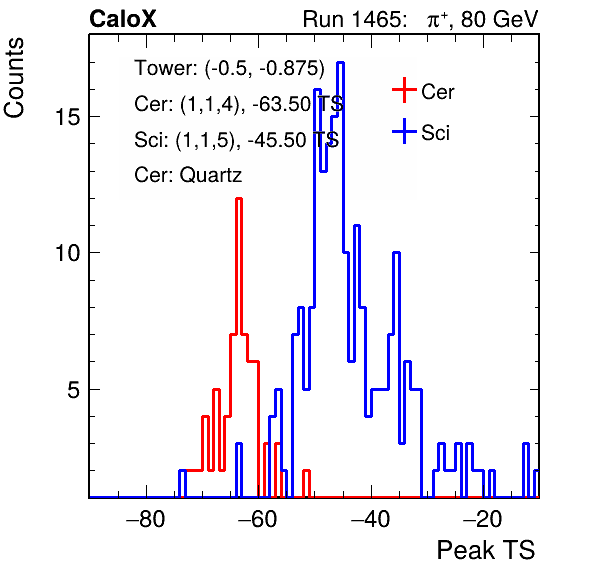 CaloX Run 1465: π⁺, 80 GeV
Counts
Tower: (-0.5, -0.875)
Cer: (1,1,4), -63.50 TS
Sci: (1,1,5), -45.50 TS
Cer: Quartz
Cer
Sci
15
10
5
−80 −60 −40 −20
Peak TS